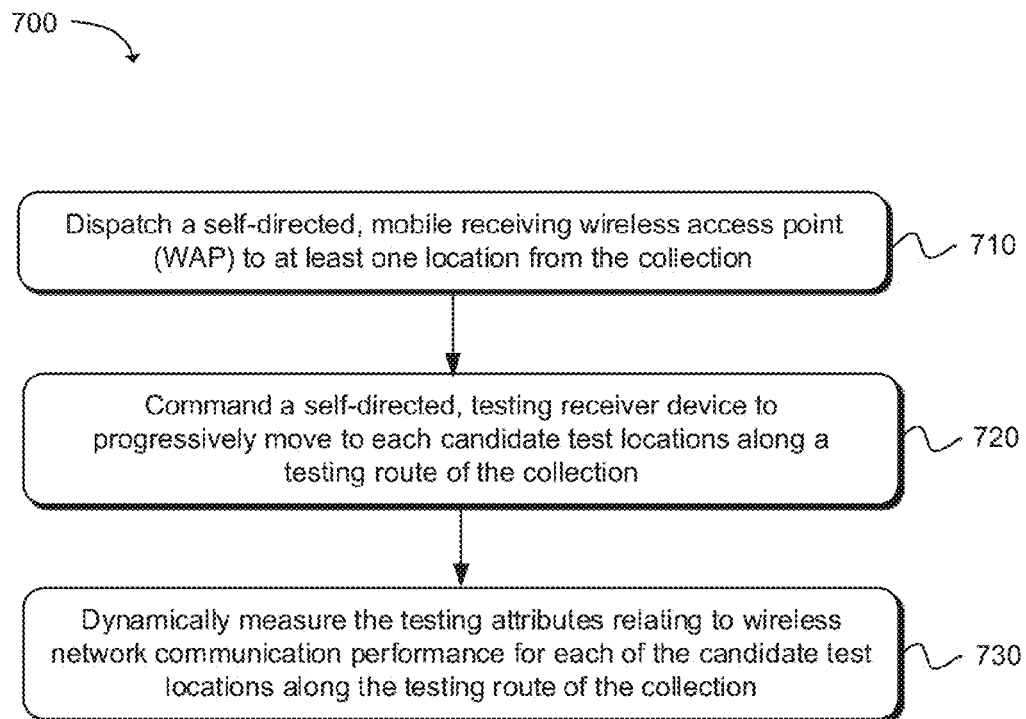 700
Dispatch a self-directed, mobile receiving wireless access point
(WAP) to at least one location from the collection
710
Command a self-directed, testing receiver device to
progressively move to each candidate test locations along a
testing route of the collection
720
Dynamically measure the testing attributes relating to wireless
network communication performance for each of the candidate test
locations along the testing route of the collection
730